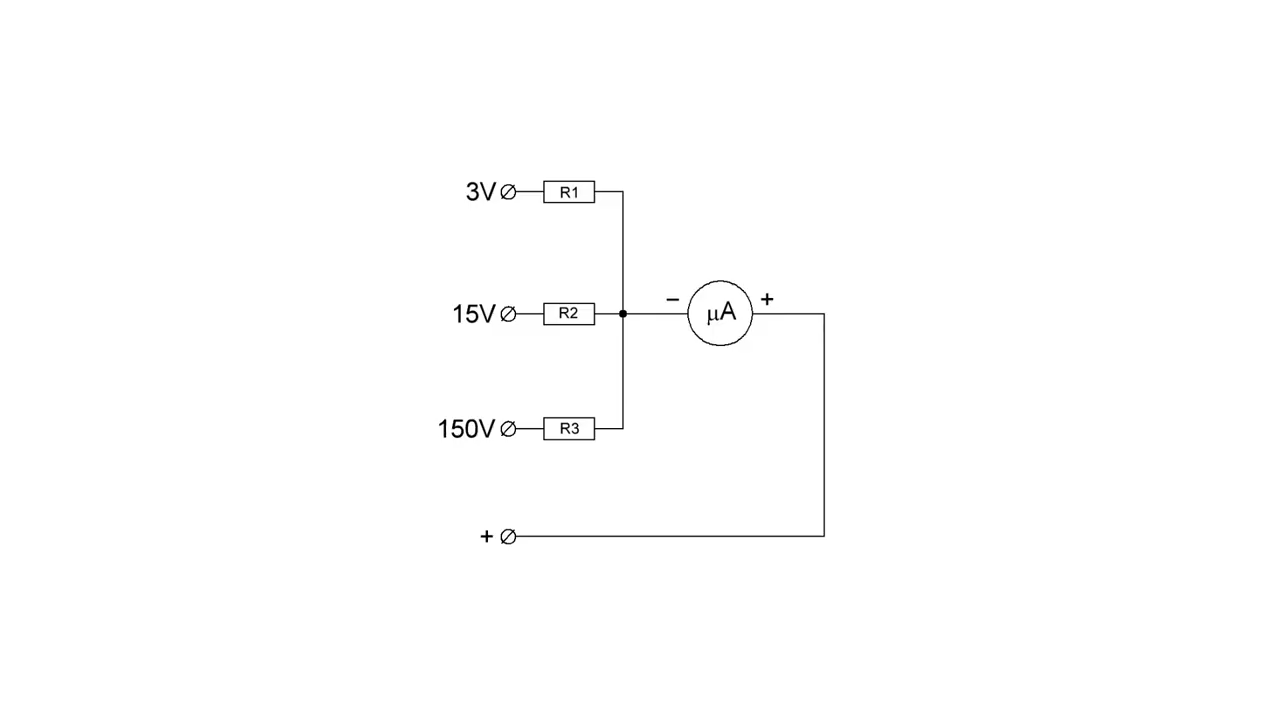 3V R1
15V R2 − μA +
150V R3
+